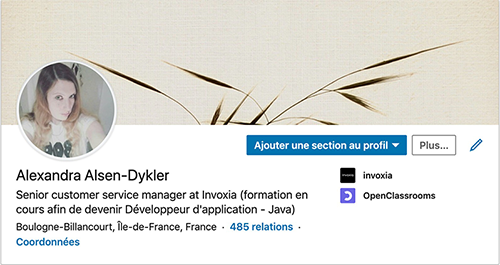 Ajouter une section au profil
Plus...
Alexandra Alsen-Dykler
Senior customer service manager at Invoxia (formation en
cours afin de devenir Développeur d'application - Java)
Boulogne-Billancourt, Île-de-France, France · 485 relations ·
Coordonnées
invoxia
OpenClassrooms